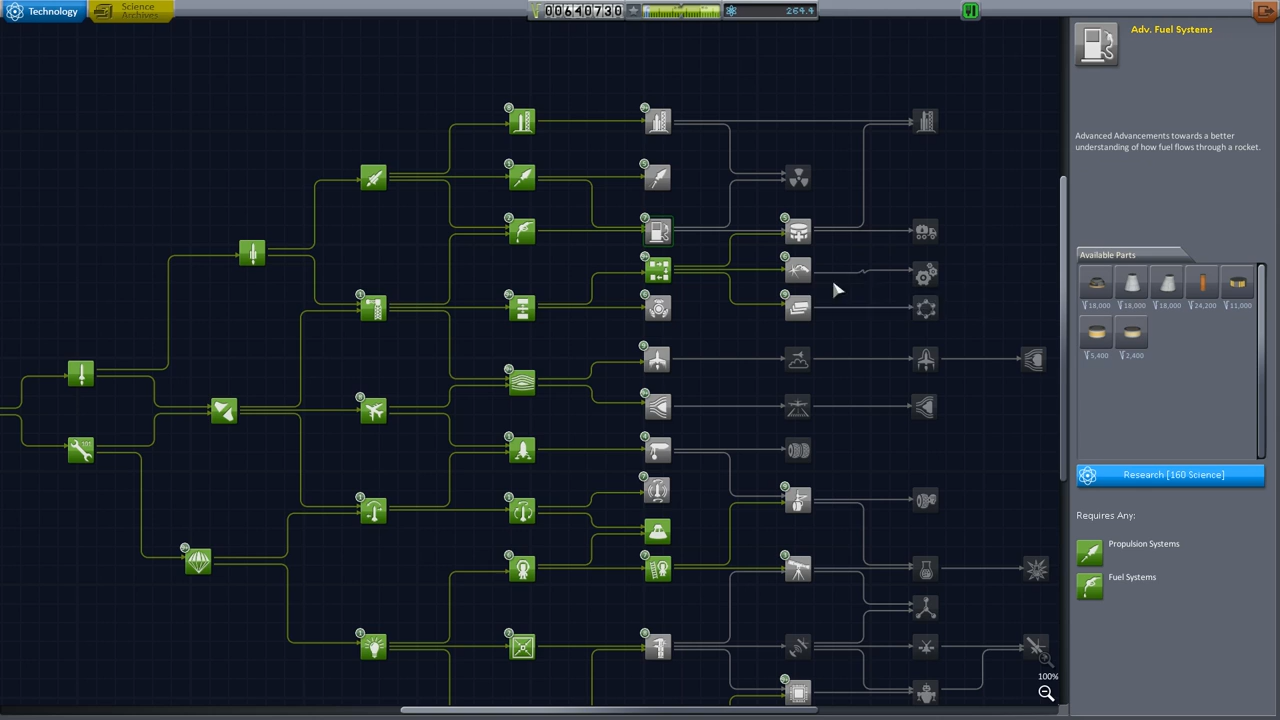 Technology
Science
Archives
00640730
264.4
Adv. Fuel Systems
Advanced Advancements towards a better
understanding of how fuel flows through a rocket.
Available Parts
18,000
18,000
18,000
24,200
11,000
5,400
2,400
Research [160 Science]
Requires Any:
Propulsion Systems
Fuel Systems
100%